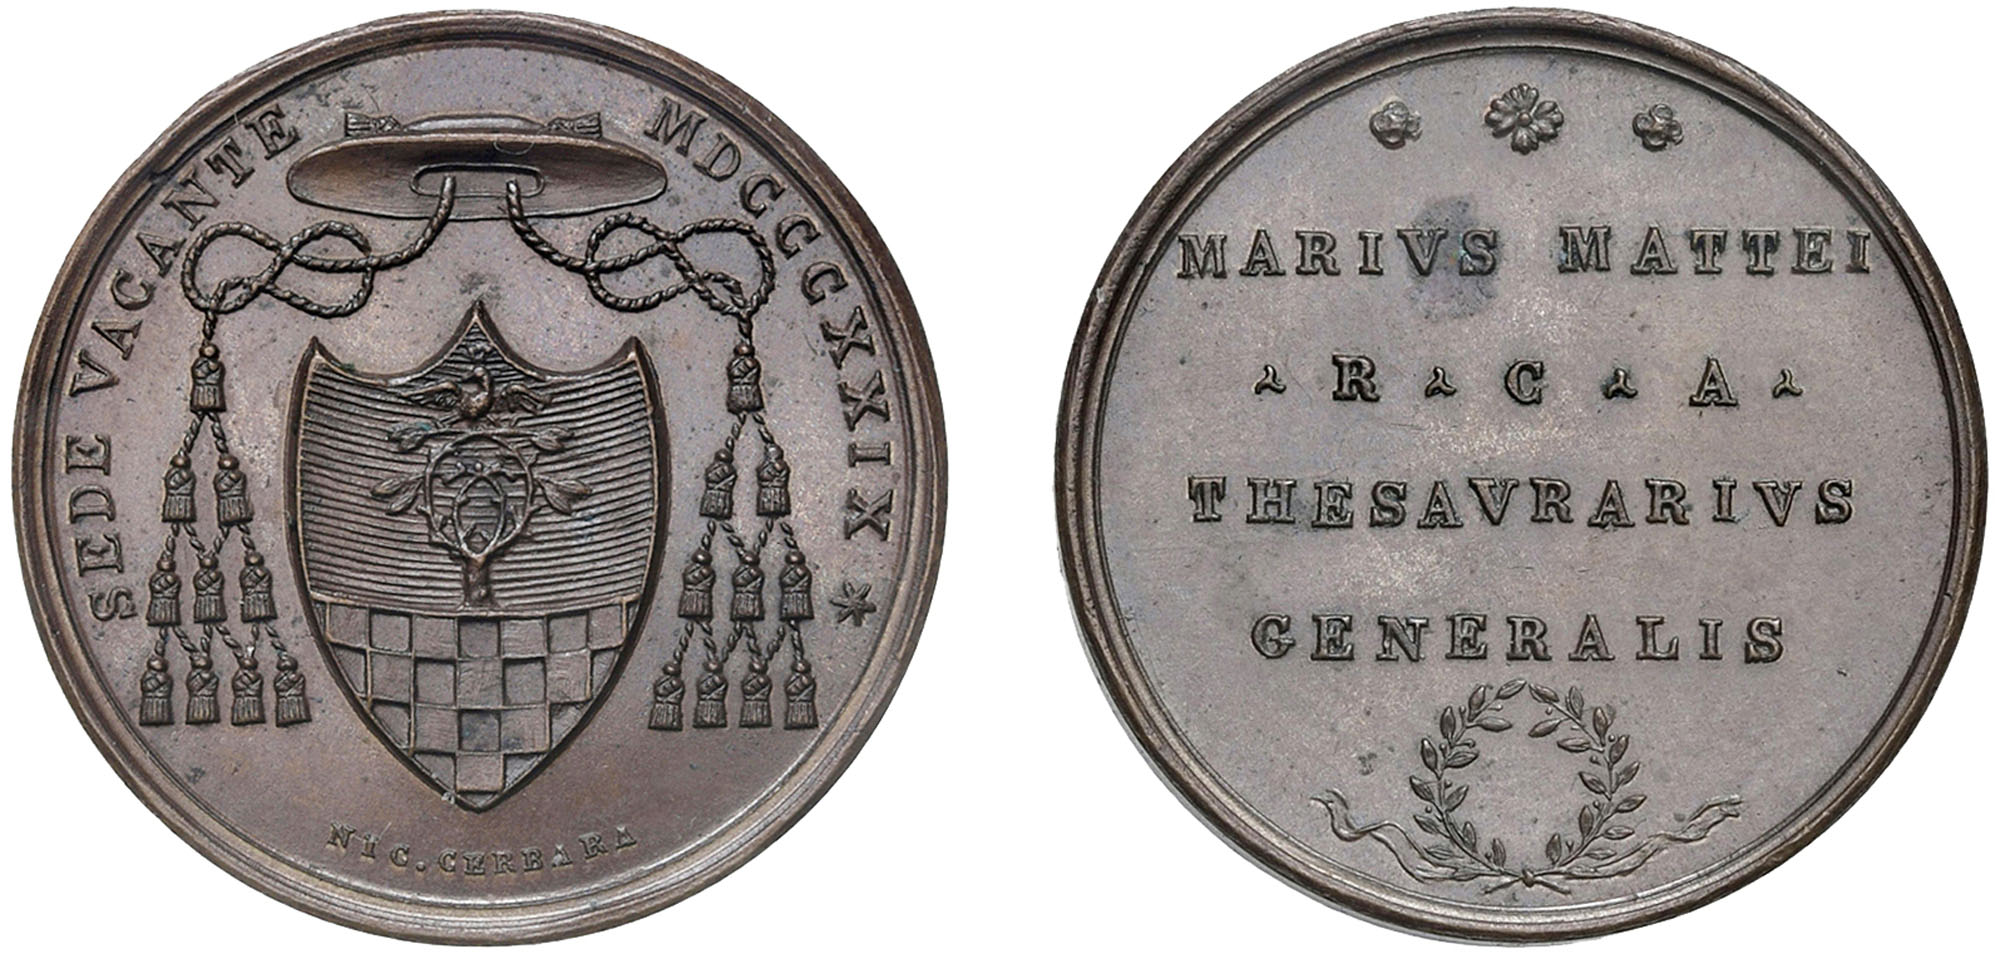 SEDE VACANTE MDCCCXXIX *
NIC. CERBARA
MARIVS MATTEI
R · C · A
THESAVRARIVS
GENERALIS